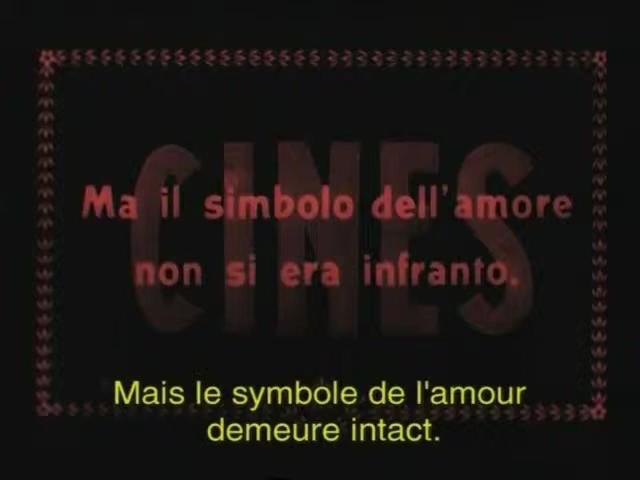 CINES
Ma il simbolo dell'amore
non si era infranto.
Mais le symbole de l'amour
demeure intact.